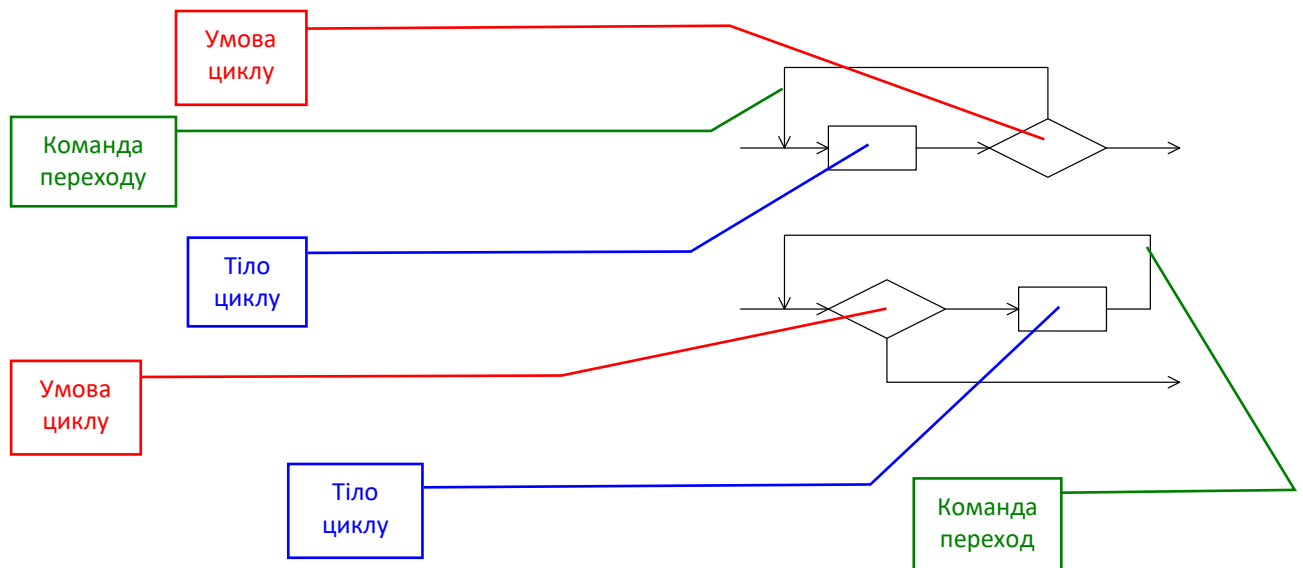 Умова
циклу
Команда
переходу
Тіло
циклу
Умова
циклу
Тіло
циклу
Команда
переход